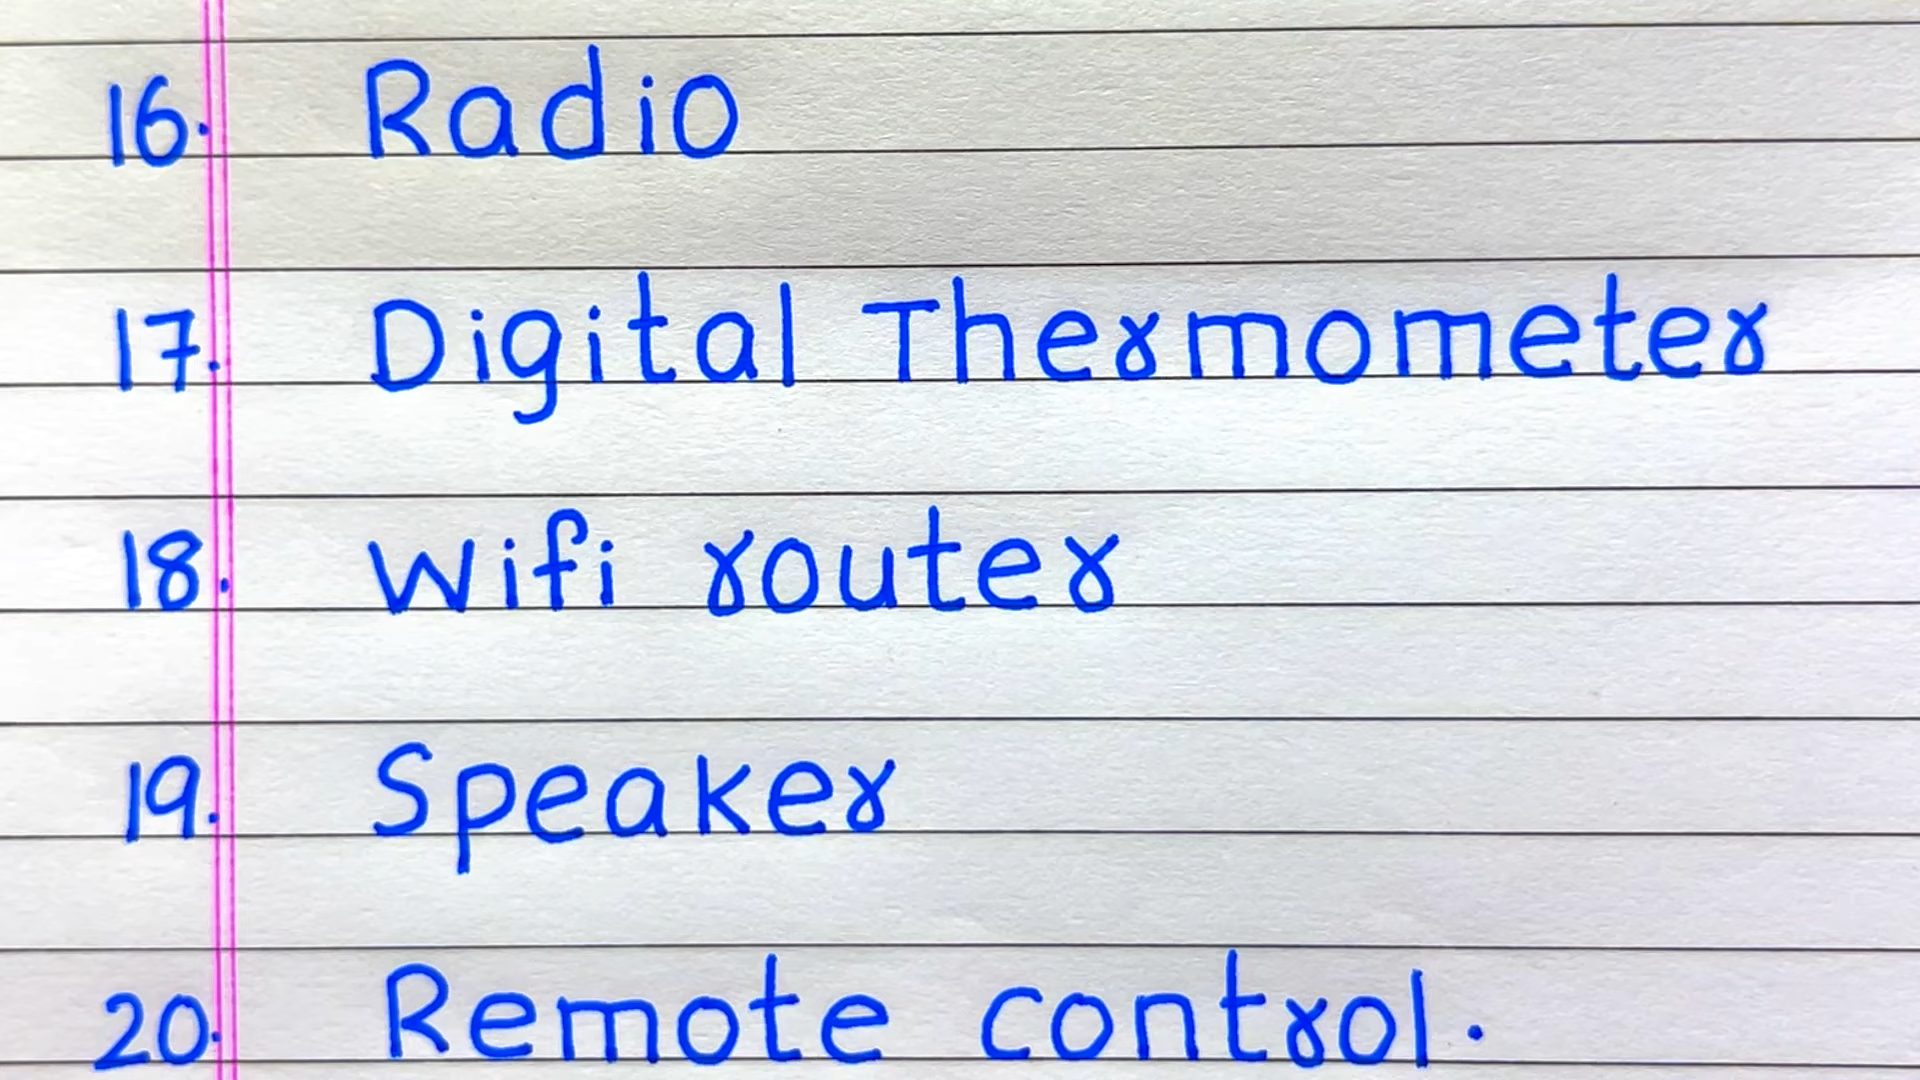 16. Radio
17. Digital Thermometer
18. Wifi router
19. Speaker
20. Remote control.